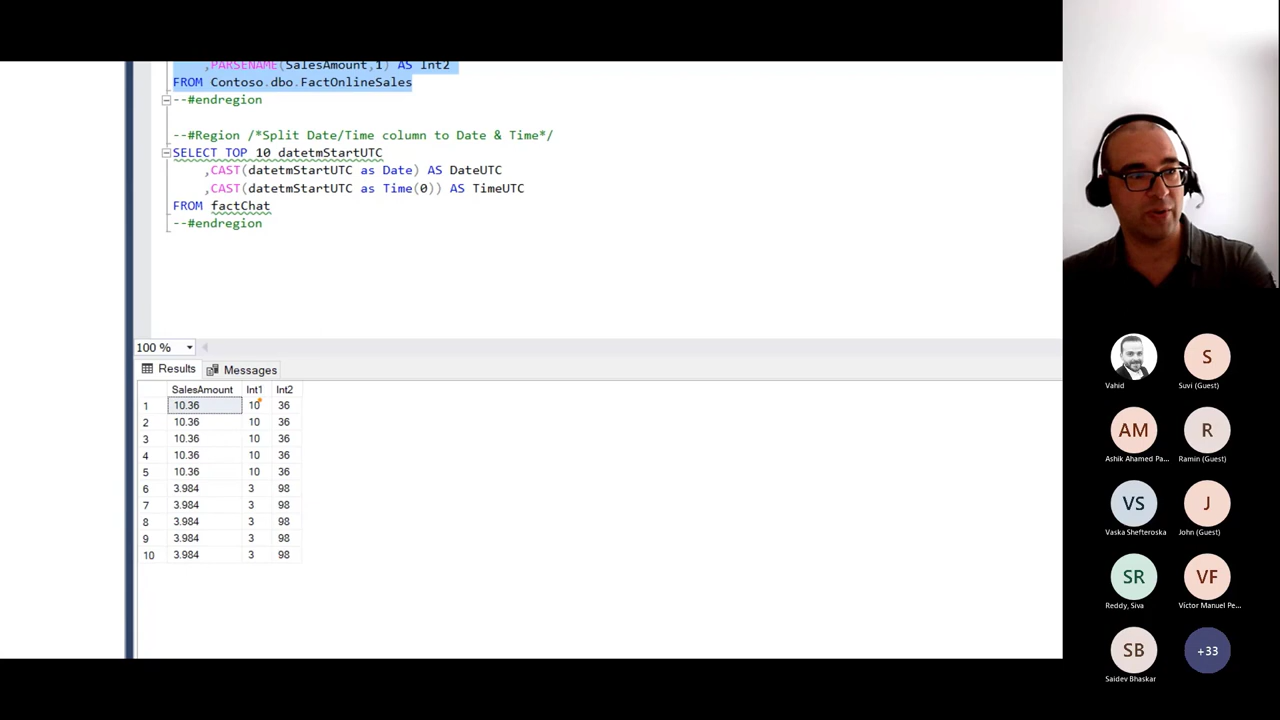 ,PARSENAME(SalesAmount,1) AS Int2
FROM Contoso.dbo.FactOnlineSales
--#endregion
--#Region /*Split Date/Time column to Date & Time*/
SELECT TOP 10 datetmStartUTC
,CAST(datetmStartUTC as Date) AS DateUTC
,CAST(datetmStartUTC as Time(0)) AS TimeUTC
FROM factChat
--#endregion
100 %
Results Messages
SalesAmount Int1 Int2
1 10.36 10 36
2 10.36 10 36
3 10.36 10 36
4 10.36 10 36
5 10.36 10 36
6 3.984 3 98
7 3.984 3 98
8 3.984 3 98
9 3.984 3 98
10 3.984 3 98
S
Vahid Suvi (Guest)
AM R
Ashik Ahamed Pa... Ramin (Guest)
VS J
Vaska Shefteroska John (Guest)
SR VF
Reddy, Siva Victor Manuel Pe...
SB +33
Saidev Bhaskar